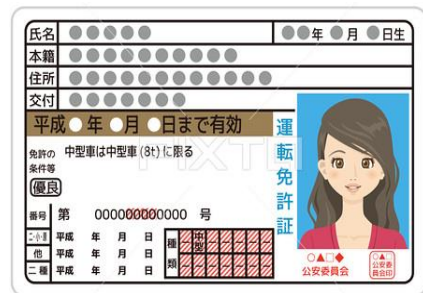 氏名 ●●●●●● ●●年●月●日生
本籍 ●●●●●●●●●●●●
住所 ●●●●●●●●●●●●●●
交付 ●●●●●●●●
平成●年●月●日まで有効
免許の
条件等
中型車は中型車(8t)に限る
優良
番号 第 000000000000 号
二・小・原 平成 年 月 日
他 平成 年 月 日
二種 平成 年 月 日
種類
中型
運転免許証
○▲□◆
公安委員会
○▲□
公安委
員会印